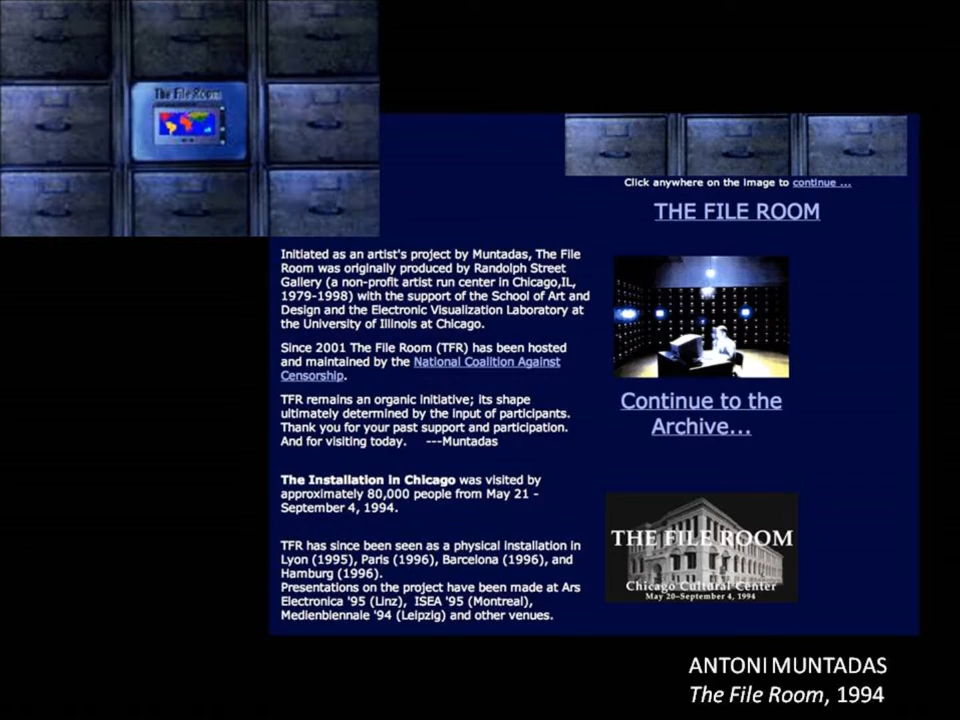 The File Room
Click anywhere on the image to continue ...
THE FILE ROOM
Initiated as an artist's project by Muntadas, The File
Room was originally produced by Randolph Street
Gallery (a non-profit artist run center in Chicago,IL,
1979-1998) with the support of the School of Art and
Design and the Electronic Visualization Laboratory at
the University of Illinois at Chicago.
Since 2001 The File Room (TFR) has been hosted
and maintained by the National Coalition Against
Censorship.
TFR remains an organic initiative; its shape
ultimately determined by the input of participants.
Thank you for your past support and participation.
And for visiting today. ---Muntadas
Continue to the
Archive...
The Installation in Chicago was visited by
approximately 80,000 people from May 21 -
September 4, 1994.
TFR has since been seen as a physical installation in
Lyon (1995), Paris (1996), Barcelona (1996), and
Hamburg (1996).
Presentations on the project have been made at Ars
Electronica '95 (Linz), ISEA '95 (Montreal),
Medienbiennale '94 (Leipzig) and other venues.
THE FILE ROOM
Chicago Cultural Center
May 20-September 4, 1994
ANTONI MUNTADAS
The File Room, 1994